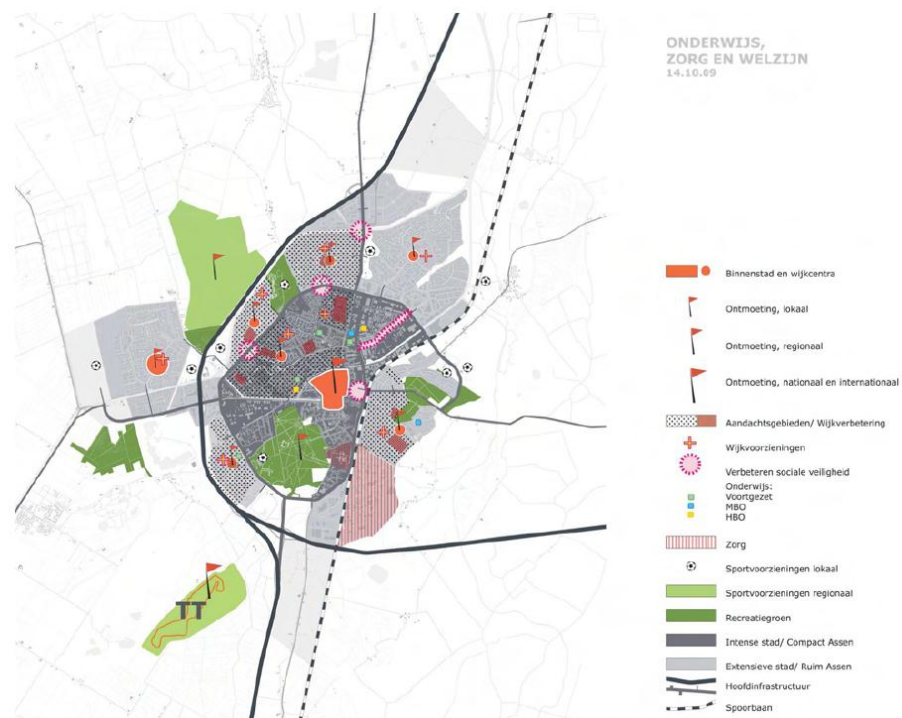 ONDERWIJS,
ZORG EN WELZIJN
14.10.09
Binnenstad en wijkcentra
Ontmoeting, lokaal
Ontmoeting, regionaal
Ontmoeting, nationaal en internationaal
Aandachtsgebieden/ Wijkverbetering
Wijkvoorzieningen
Verbeteren sociale veiligheid
Onderwijs:
Voortgezet
MBO
HBO
Zorg
Sportvoorzieningen lokaal
Sportvoorzieningen regionaal
Recreatiegroen
Intense stad/ Compact Assen
Extensieve stad/ Ruim Assen
Hoofdinfrastructuur
Spoorbaan
TT